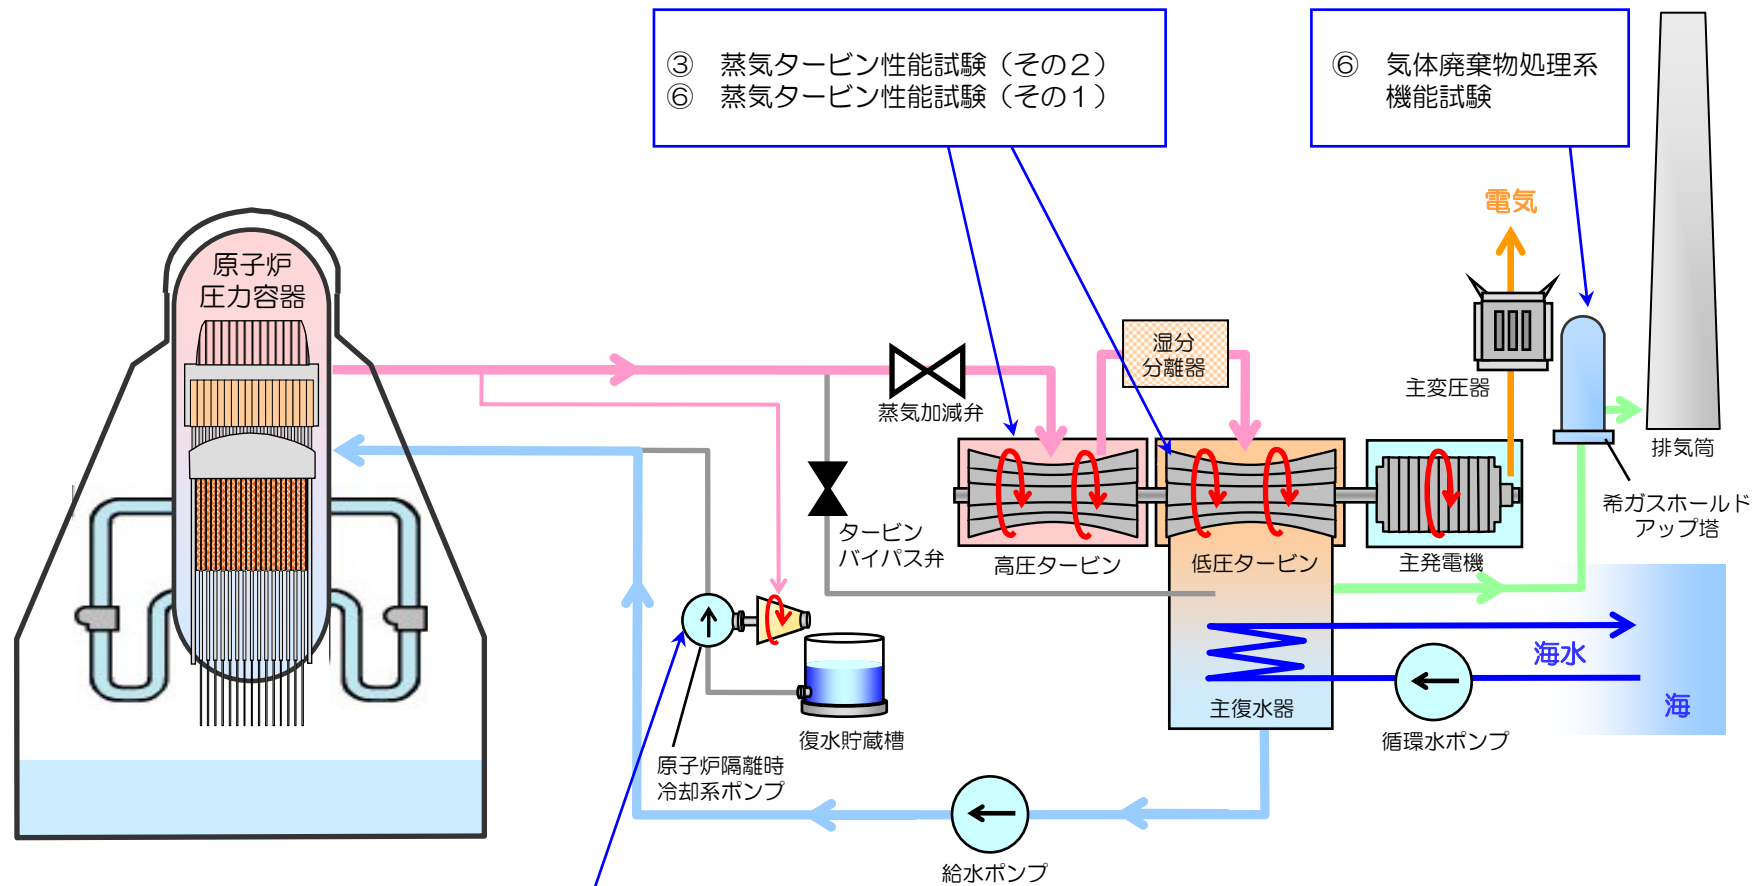 ③ 蒸気タービン性能試験（その２）
⑥ 蒸気タービン性能試験（その１）
⑥ 気体廃棄物処理系
機能試験
電気
原子炉
圧力容器
湿分
分離器
蒸気加減弁
主変圧器
排気筒
希ガスホールド
アップ塔
タービン
バイパス弁
高圧タービン
低圧タービン
主発電機
海水
海
主復水器
循環水ポンプ
復水貯蔵槽
原子炉隔離時
冷却系ポンプ
給水ポンプ